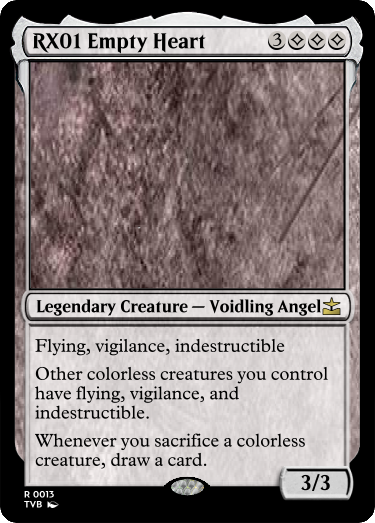 RX01 Empty Heart 3
Legendary Creature — Voidling Angel
Flying, vigilance, indestructible
Other colorless creatures you control
have flying, vigilance, and
indestructible.
Whenever you sacrifice a colorless
creature, draw a card.
3/3
R 0013
TVB